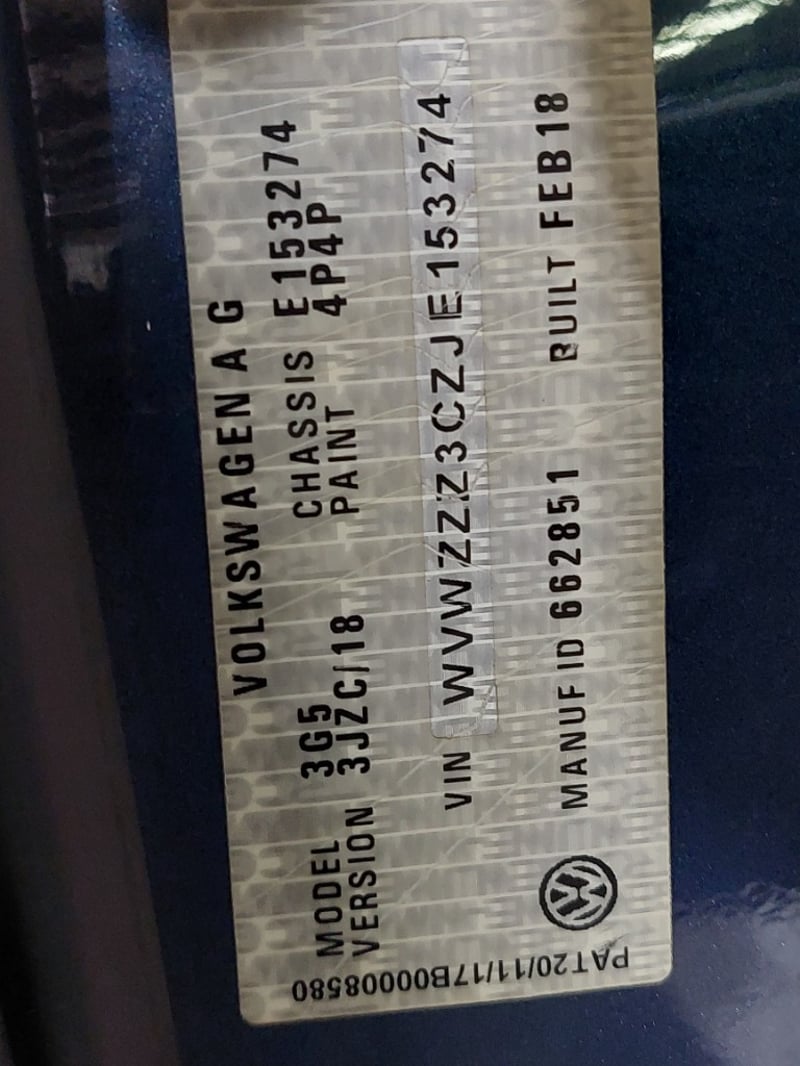 VOLKSWAGEN A G
MODEL 3G5 CHASSIS E153274
VERSION 3JZC/18 PAINT 4P4P
VIN WVWZZZ3CZJE153274
MANUF ID 662851 BUILT FEB18
PAT20/11/17B00008580